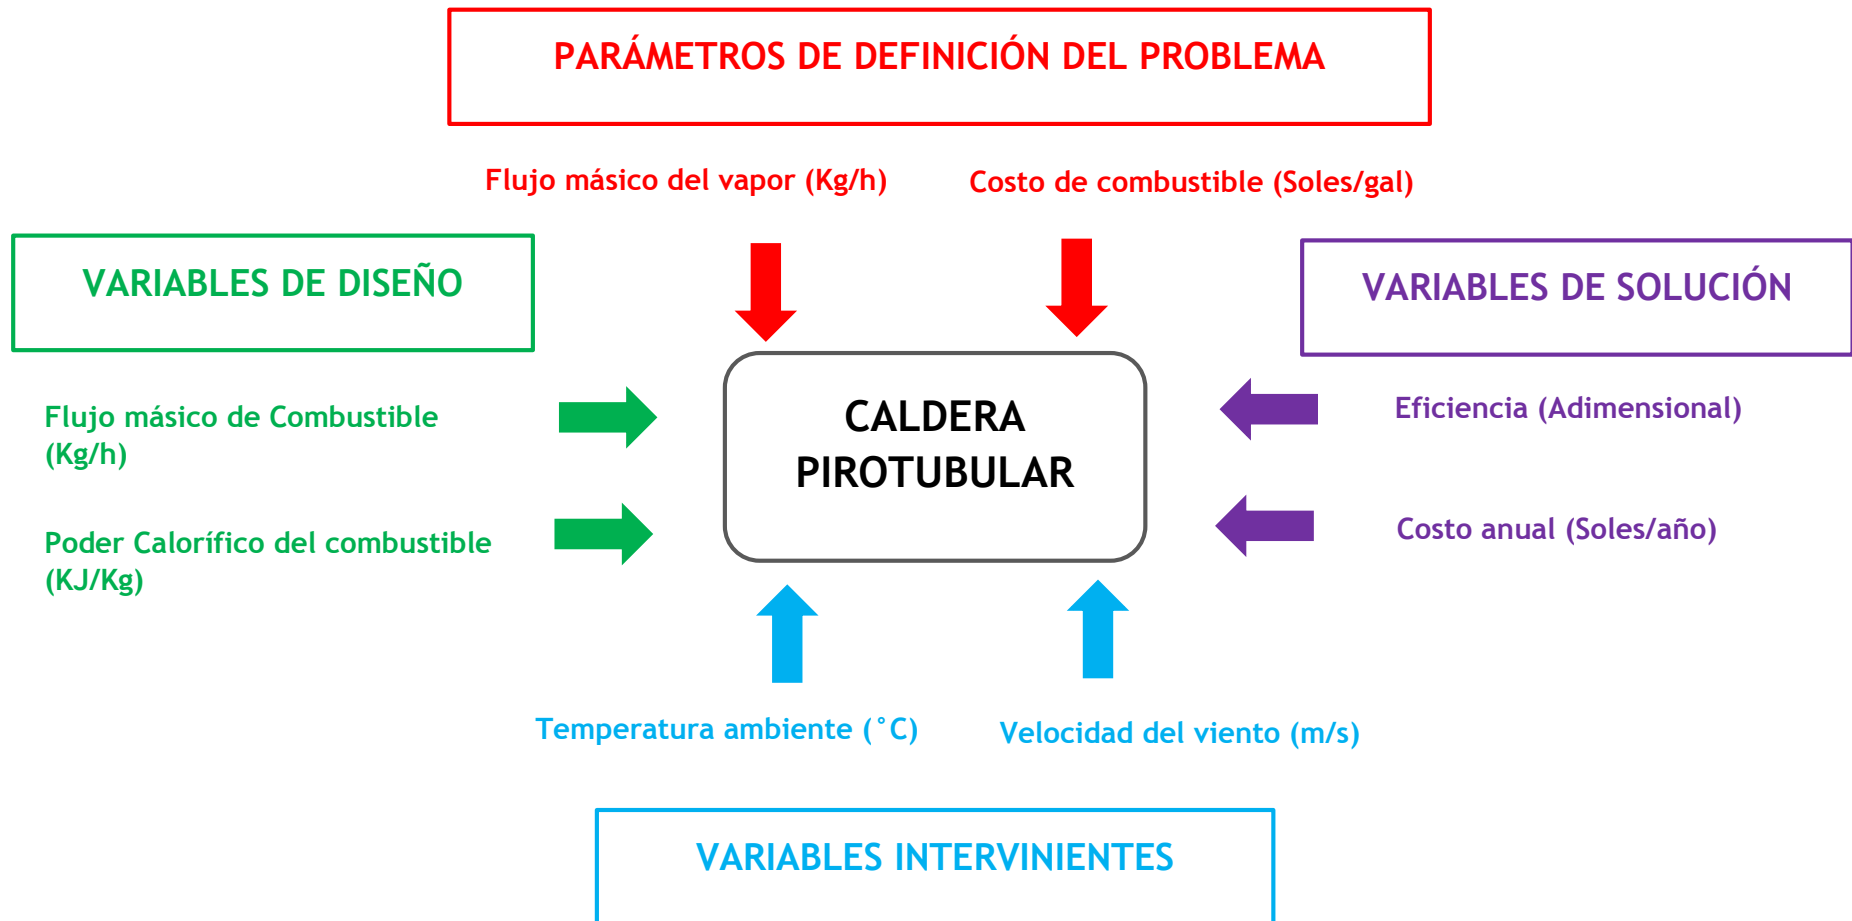 PARÁMETROS DE DEFINICIÓN DEL PROBLEMA
Flujo másico del vapor (Kg/h)
Costo de combustible (Soles/gal)
VARIABLES DE DISEÑO
VARIABLES DE SOLUCIÓN
Flujo másico de Combustible
(Kg/h)
CALDERA
PIROTUBULAR
Eficiencia (Adimensional)
Poder Calorífico del combustible
(KJ/Kg)
Costo anual (Soles/año)
Temperatura ambiente (°C)
Velocidad del viento (m/s)
VARIABLES INTERVINIENTES